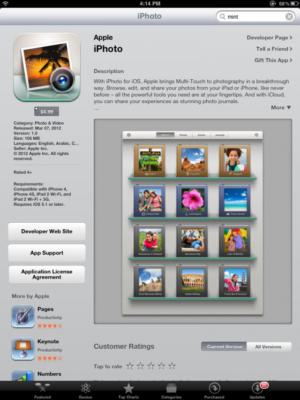 4:14 PM
58%
iPhoto
mint
Apple
iPhoto
Developer Page >
Tell a Friend >
Gift This App >
$4.99
Description
With iPhoto for iOS, Apple brings Multi-Touch to photography in a breakthrough
way. Browse, edit, and share your photos from your iPad or iPhone, like never
before – all the powerful tools you need are at your fingertips. And with iCloud,
you can share your experiences as stunning photo journals.
...
More ▼
Category: Photo & Video
Released: Mar 07, 2012
Version: 1.0
Size: 106 MB
Languages: English, Arabic, C...
Seller: Apple Inc.
© 2012 Apple Inc. All rights
reserved.
Rated 4+
Requirements:
Compatible with iPhone 4,
iPhone 4S, iPad 2 Wi-Fi, and
iPad 2 Wi-Fi + 3G.
Requires iOS 5.1 or later.
Developer Web Site
App Support
Application License
Agreement
More by Apple
Pages
Productivity
Keynote
Productivity
Numbers
Customer Ratings
Current Version
All Versions
Tap to rate
Featured
Genius
Top Charts
Categories
Purchased
Updates